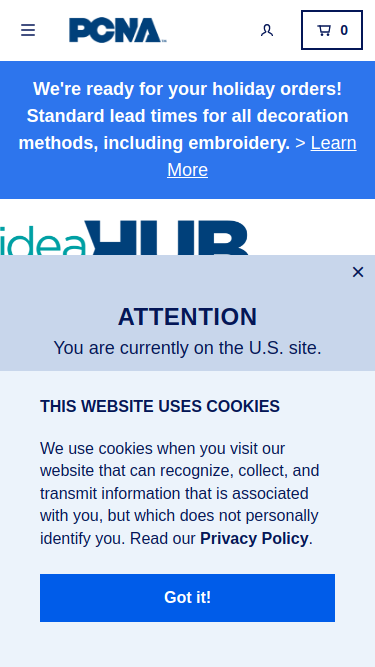 PCNA
0
We're ready for your holiday orders!
Standard lead times for all decoration
methods, including embroidery. > Learn
More
ideaHUB
×
ATTENTION
You are currently on the U.S. site.
THIS WEBSITE USES COOKIES
We use cookies when you visit our
website that can recognize, collect, and
transmit information that is associated
with you, but which does not personally
identify you. Read our Privacy Policy.
Got it!